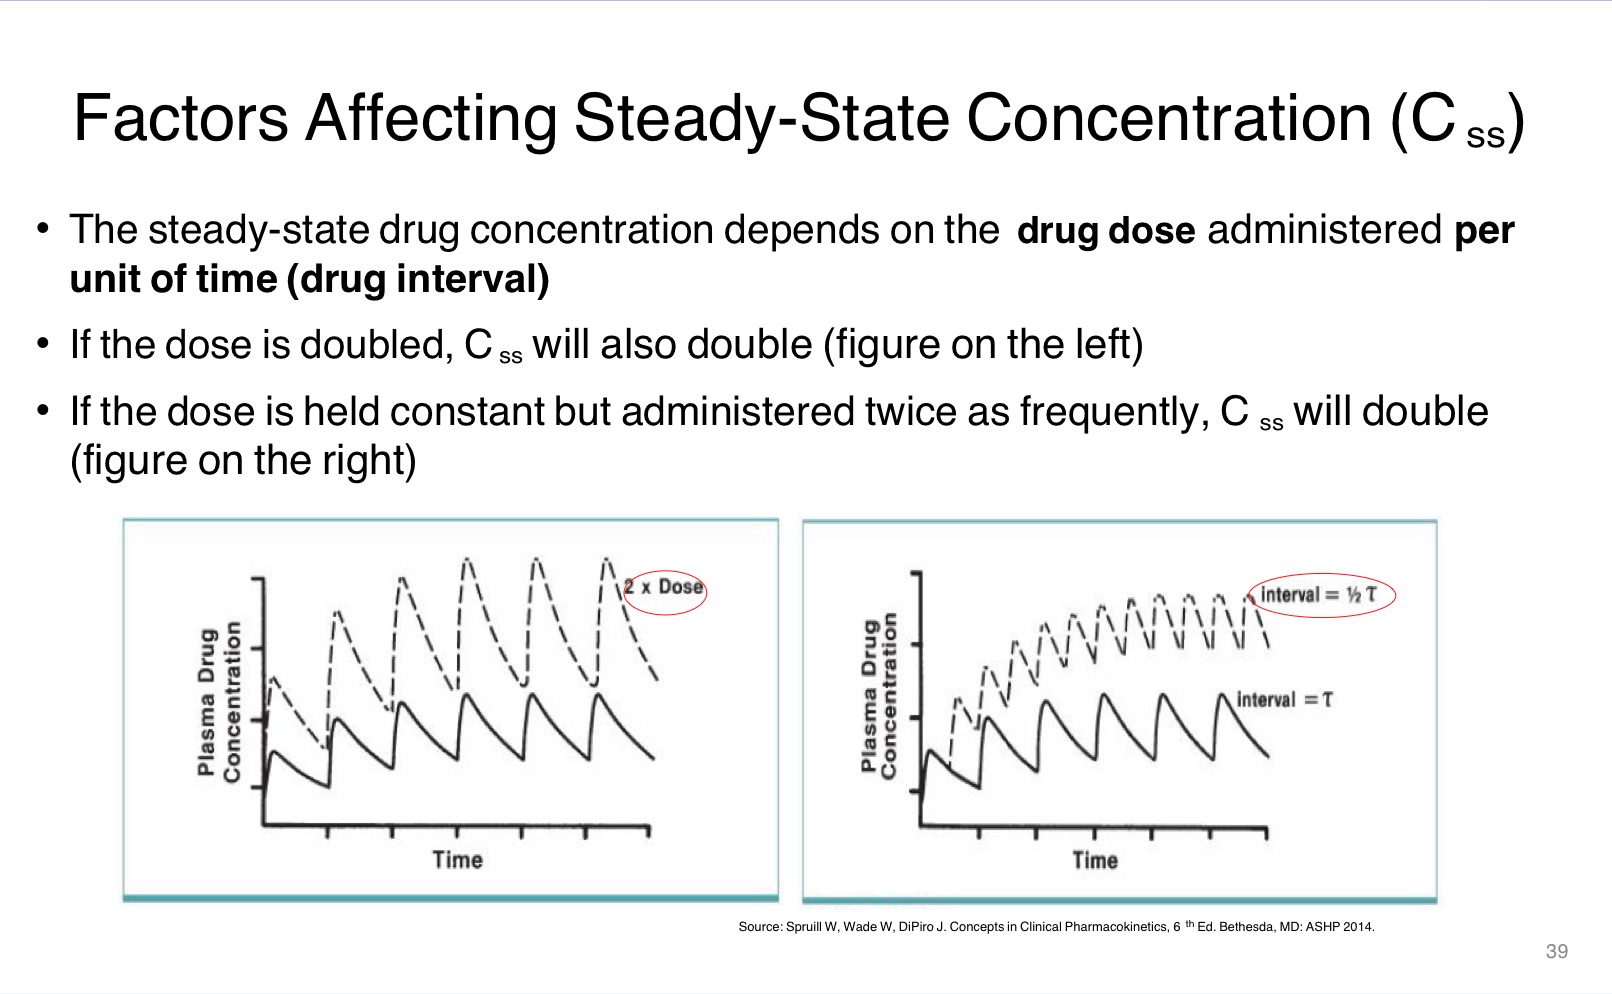 Factors Affecting Steady-State Concentration (C ss)
• The steady-state drug concentration depends on the drug dose administered per
unit of time (drug interval)
• If the dose is doubled, C ss will also double (figure on the left)
• If the dose is held constant but administered twice as frequently, C ss will double
(figure on the right)
Plasma Drug
Concentration
2 x Dose
Time
Plasma Drug
Concentration
interval = ½ T
interval = T
Time
Source: Spruill W, Wade W, DiPiro J. Concepts in Clinical Pharmacokinetics, 6 th Ed. Bethesda, MD: ASHP 2014.
39